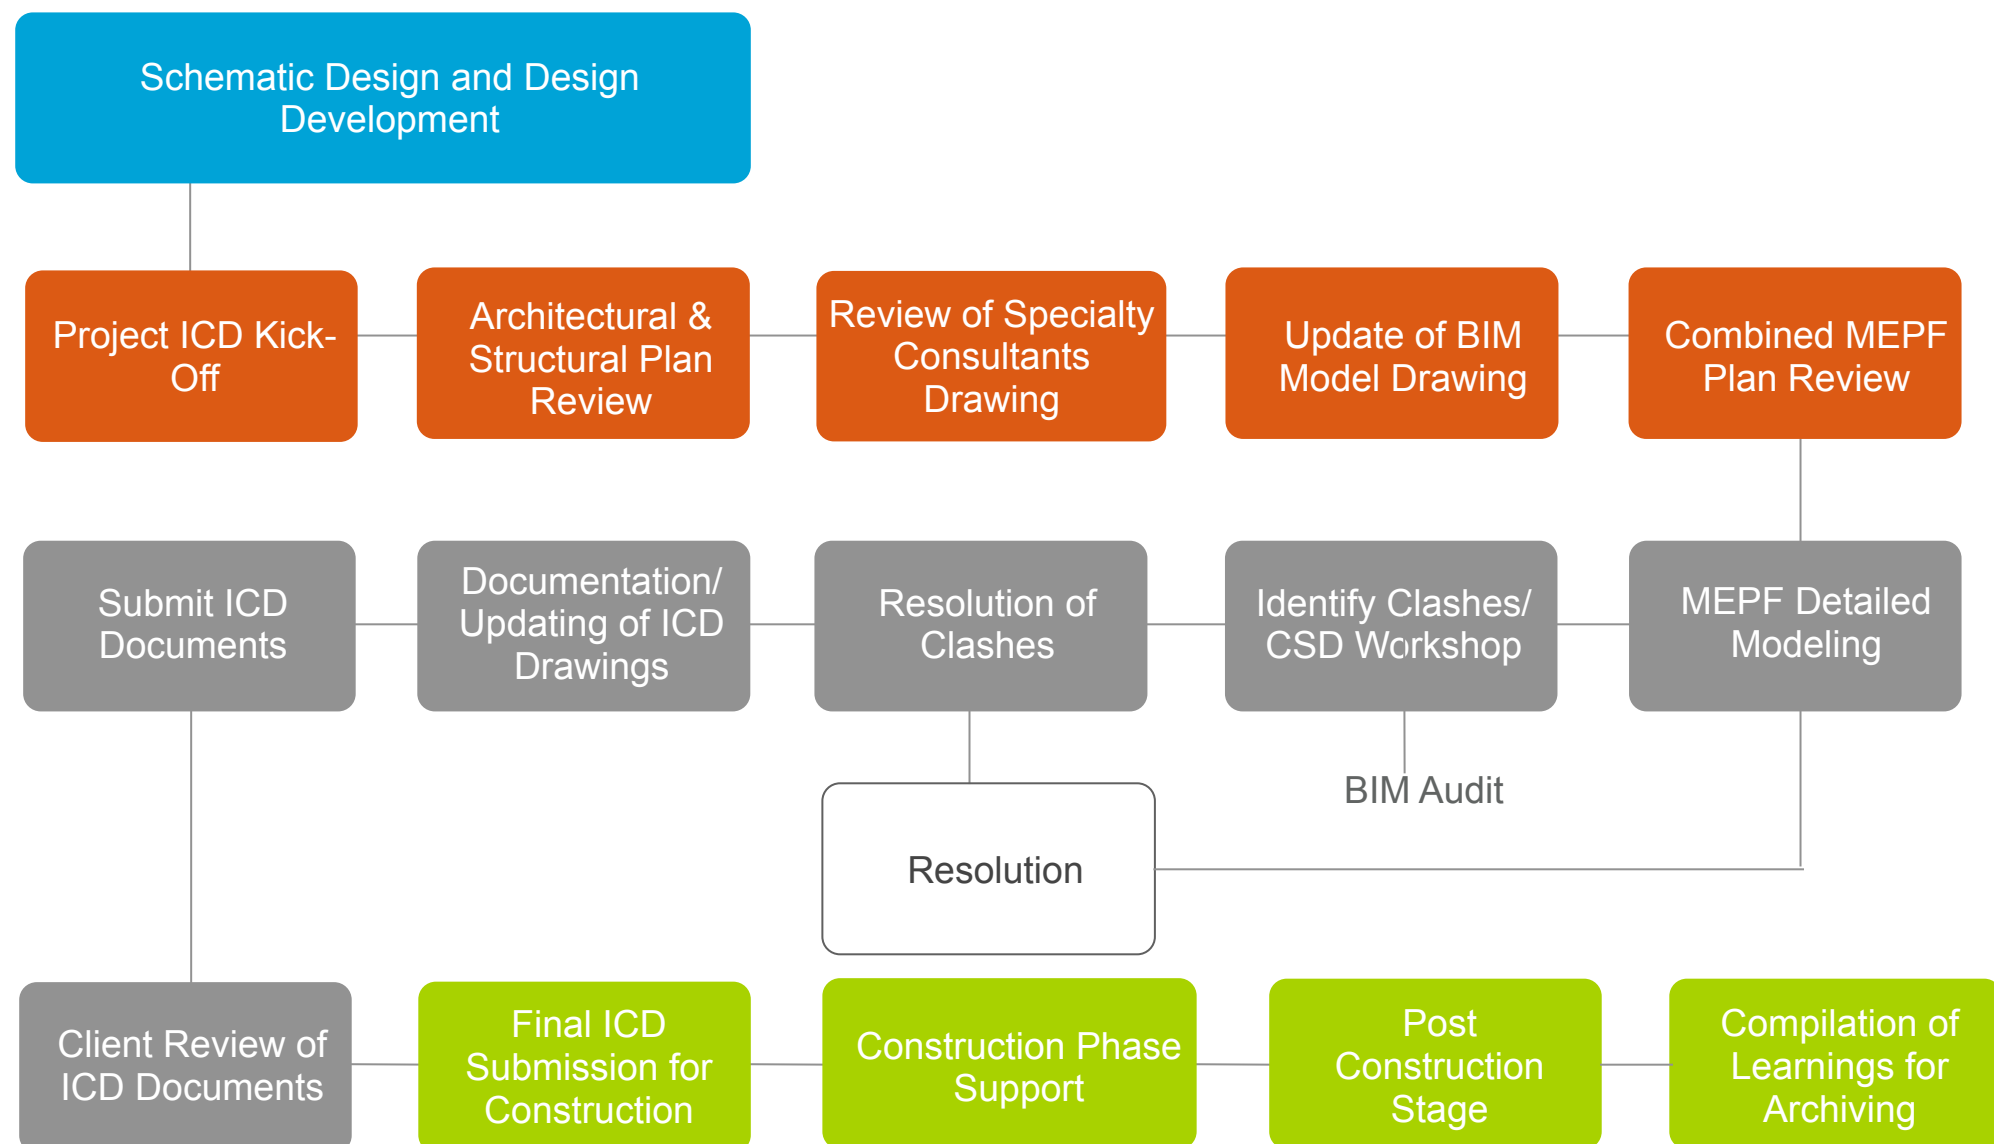 Schematic Design and Design
Development
Project ICD Kick-
Off
Architectural &
Structural Plan
Review
Review of Specialty
Consultants
Drawing
Update of BIM
Model Drawing
Combined MEPF
Plan Review
Submit ICD
Documents
Documentation/
Updating of ICD
Drawings
Resolution of
Clashes
Identify Clashes/
CSD Workshop
MEPF Detailed
Modeling
BIM Audit
Resolution
Client Review of
ICD Documents
Final ICD
Submission for
Construction
Construction Phase
Support
Post
Construction
Stage
Compilation of
Learnings for
Archiving